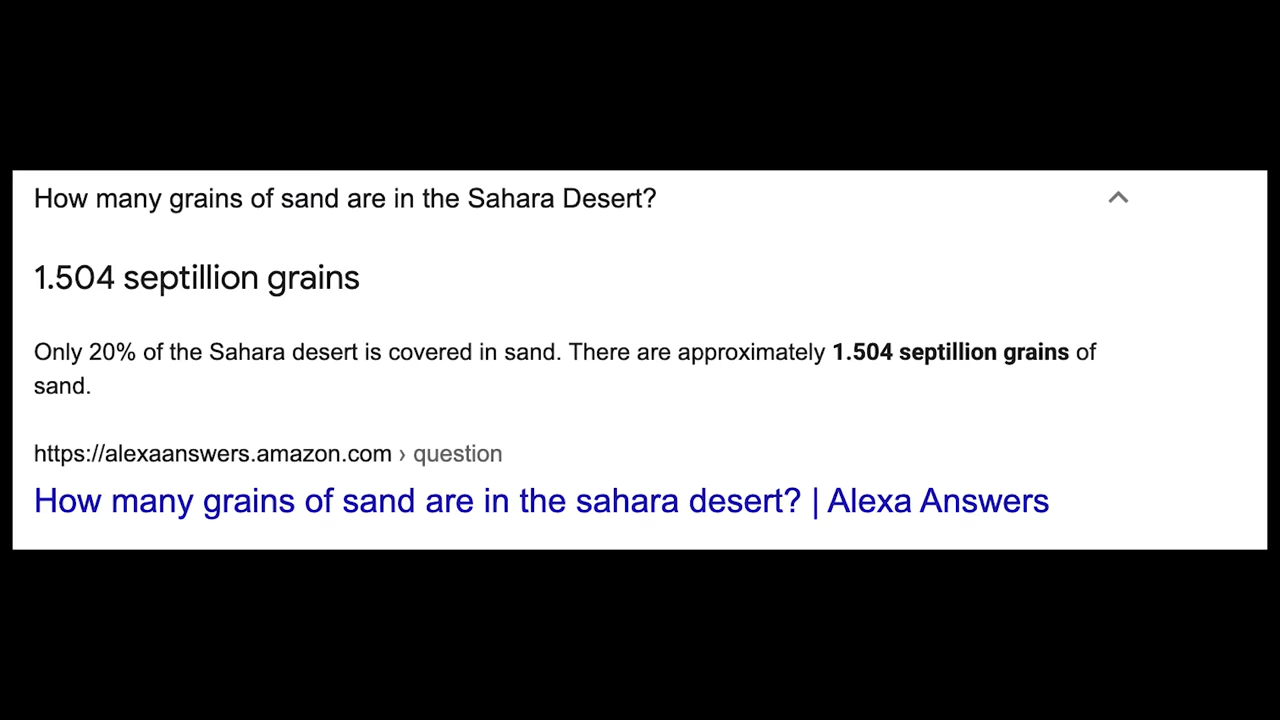 How many grains of sand are in the Sahara Desert?
1.504 septillion grains
Only 20% of the Sahara desert is covered in sand. There are approximately 1.504 septillion grains of
sand.
https://alexaanswers.amazon.com › question
How many grains of sand are in the sahara desert? | Alexa Answers